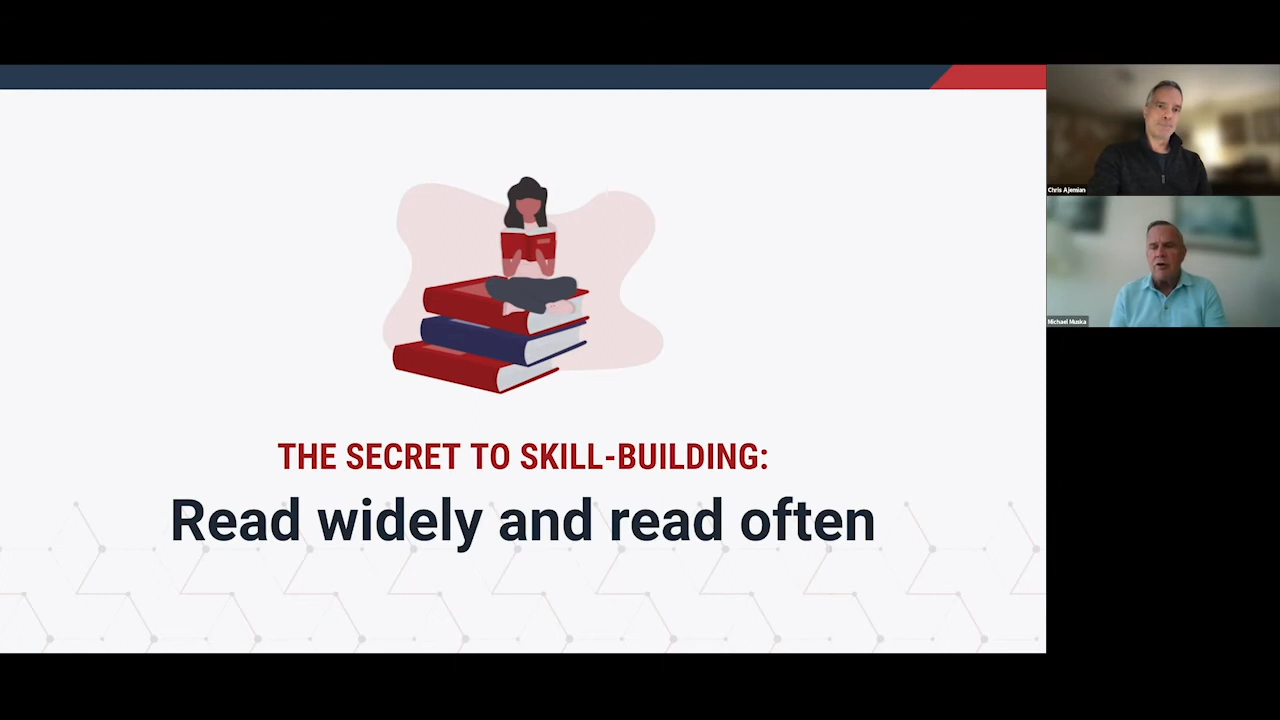 THE SECRET TO SKILL-BUILDING:
Read widely and read often
Chris Ajemian
Michael Muska